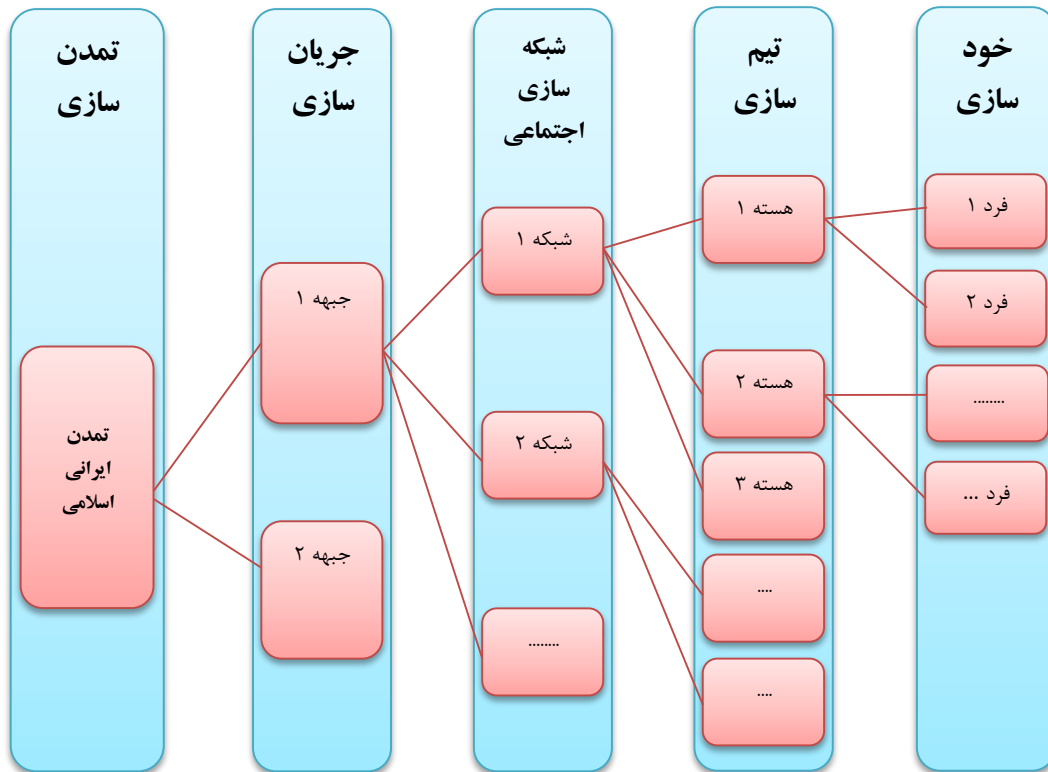 خود
سازی
فرد ۱
فرد ۲
........
فرد ...
تیم
سازی
هسته ۱
هسته ۲
هسته ۳
....
....
شبکه
سازی
اجتماعی
شبکه ۱
شبکه ۲
........
جریان
سازی
جبهه ۱
جبهه ۲
تمدن
سازی
تمدن
ایرانی
اسلامی